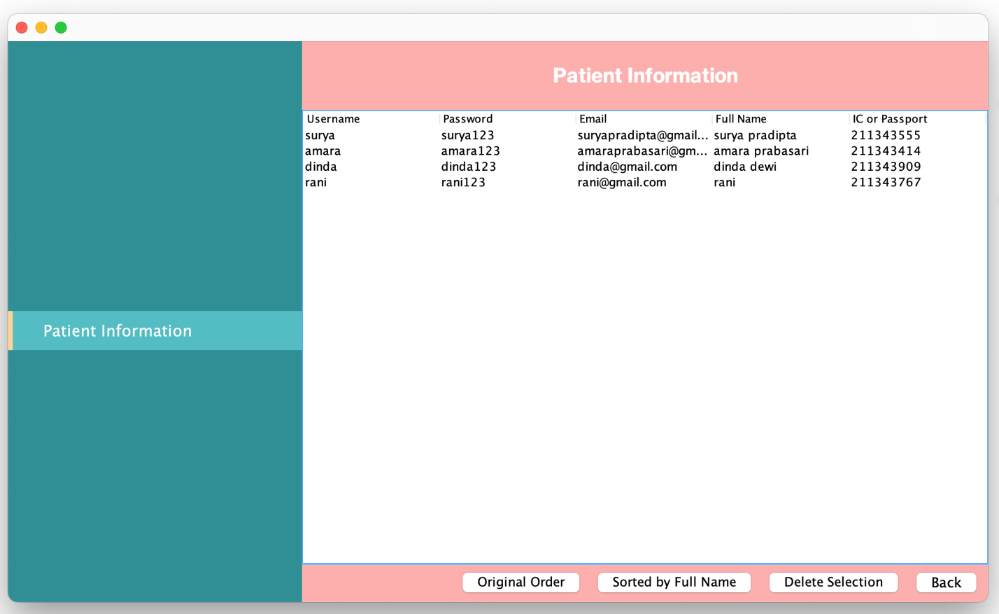 Patient Information
Patient Information
Username Password Email Full Name IC or Passport
surya surya123 suryapradipta@gmail... surya pradipta 211343555
amara amara123 amaraprabasari@gm... amara prabasari 211343414
dinda dinda123 dinda@gmail.com dinda dewi 211343909
rani rani123 rani@gmail.com rani 211343767
Original Order Sorted by Full Name Delete Selection Back